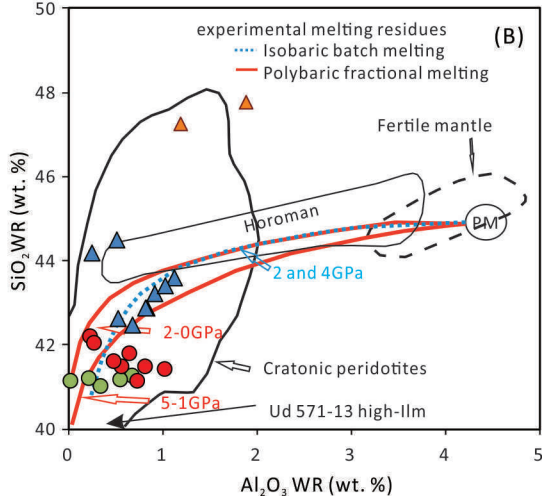 experimental melting residues
(B)
Isobaric batch melting
Polybaric fractional melting
Fertile mantle
Horoman
PM
2 and 4GPa
2-0GPa
Cratonic peridotites
5-1GPa
Ud 571-13 high-Ilm
50
48
46
44
42
40
SiO₂ WR (wt. %)
0 1 2 3 4 5
Al₂O₃ WR (wt. %)